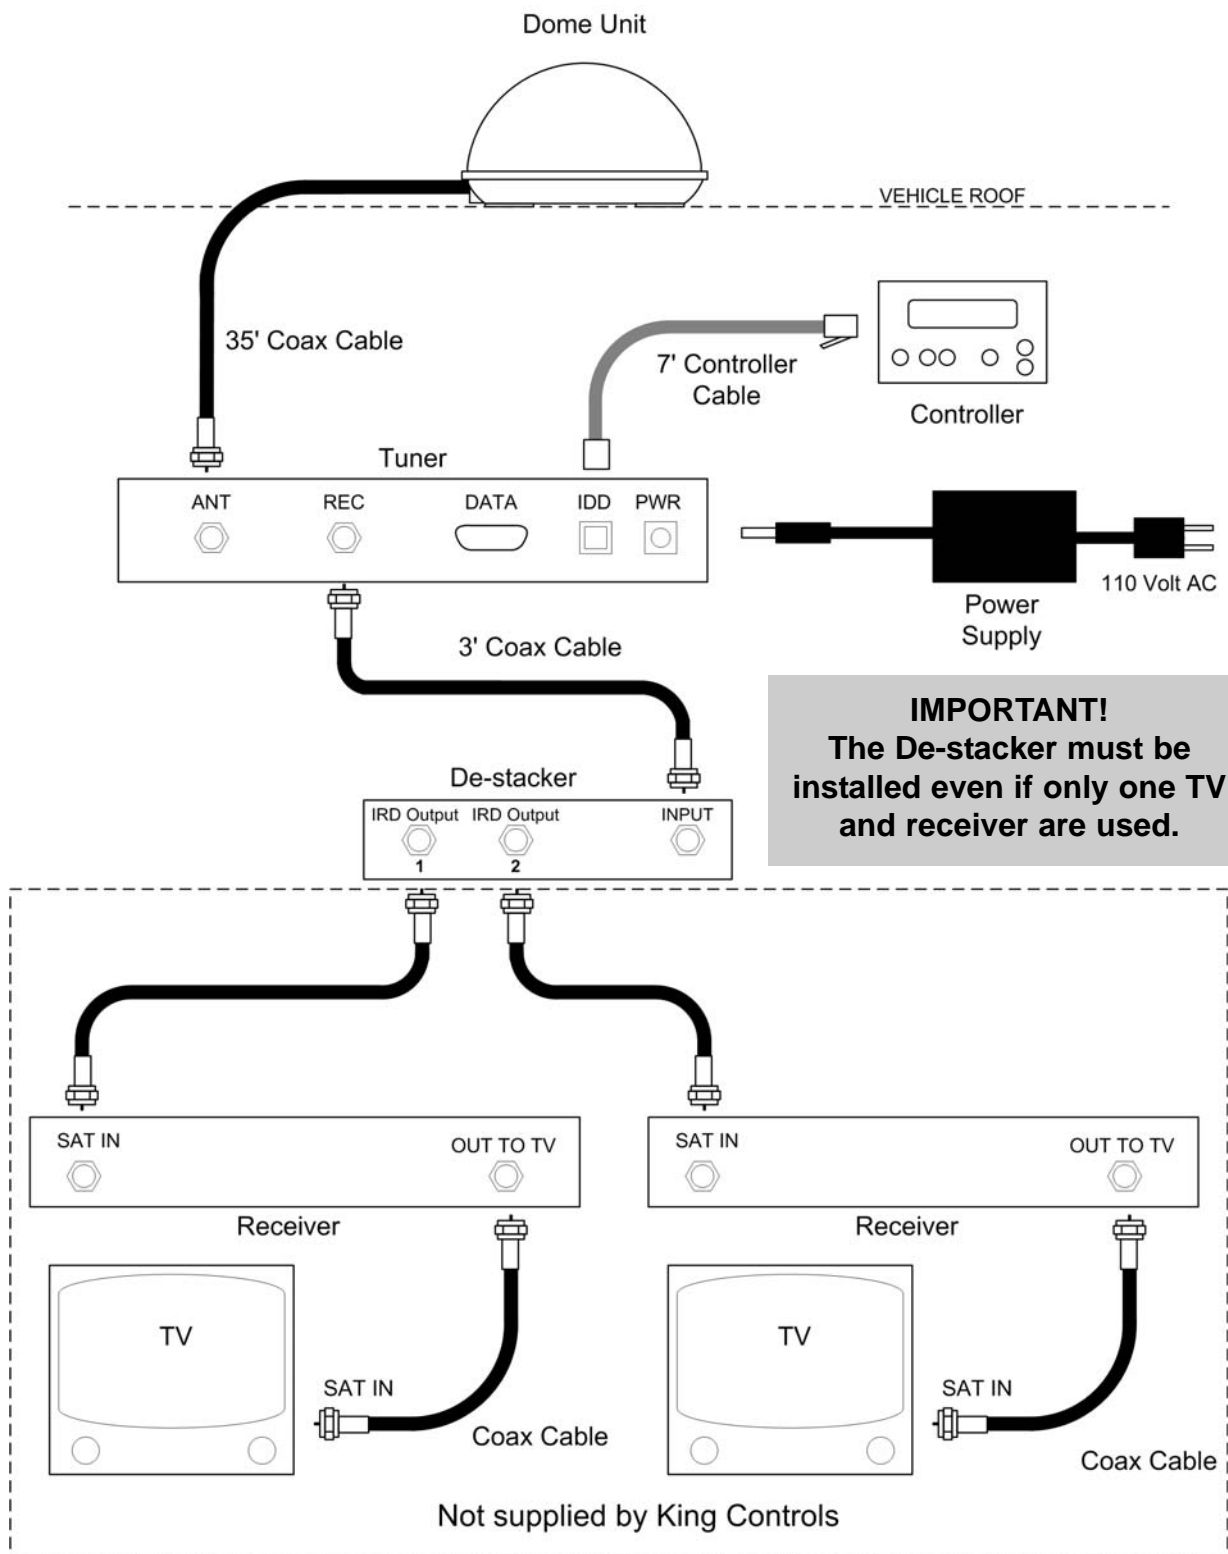 Dome Unit
VEHICLE ROOF
35' Coax Cable
7' Controller
Cable
Controller
Tuner
ANT
REC
DATA
IDD
PWR
110 Volt AC
Power
Supply
3' Coax Cable
IMPORTANT!
The De-stacker must be
installed even if only one TV
and receiver are used.
De-stacker
IRD Output
IRD Output
INPUT
1
2
SAT IN
OUT TO TV
Receiver
SAT IN
OUT TO TV
Receiver
TV
SAT IN
Coax Cable
TV
SAT IN
Coax Cable
Not supplied by King Controls